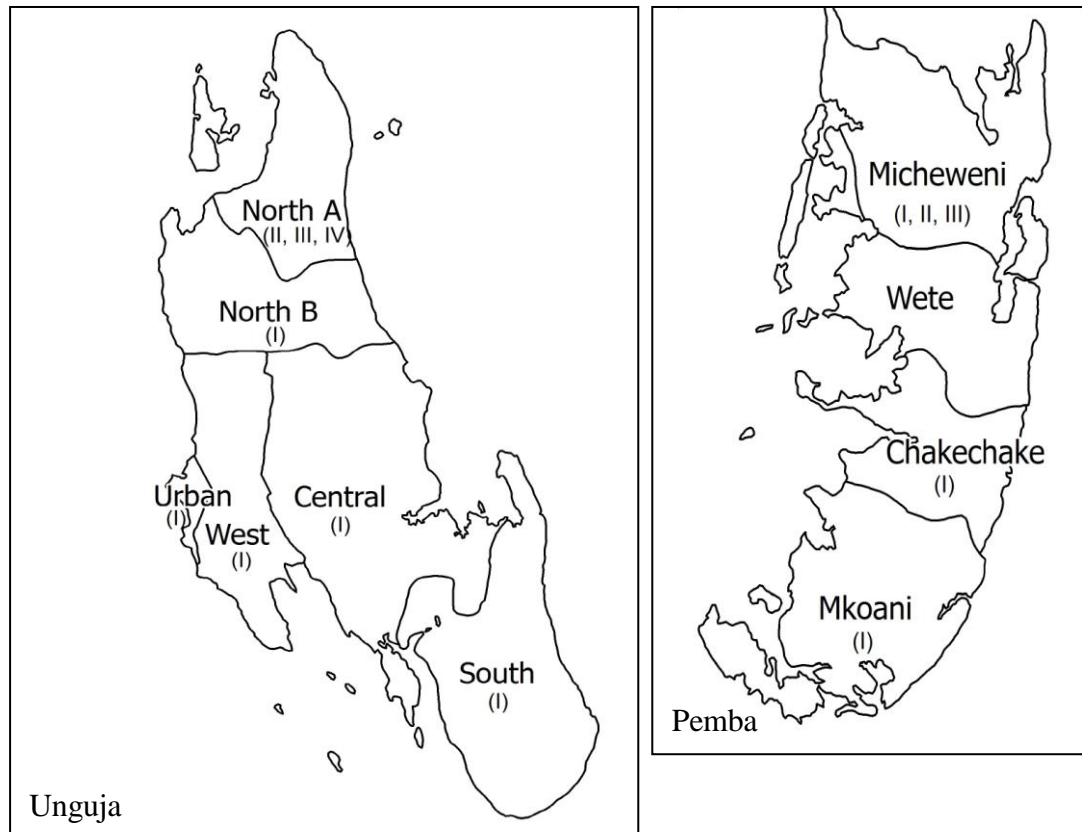 North A
(II, III, IV)
North B
(I)
Urban
(I)
West
(I)
Central
(I)
South
(I)
Unguja
Micheweni
(I, II, III)
Wete
Chakechake
(I)
Mkoani
(I)
Pemba